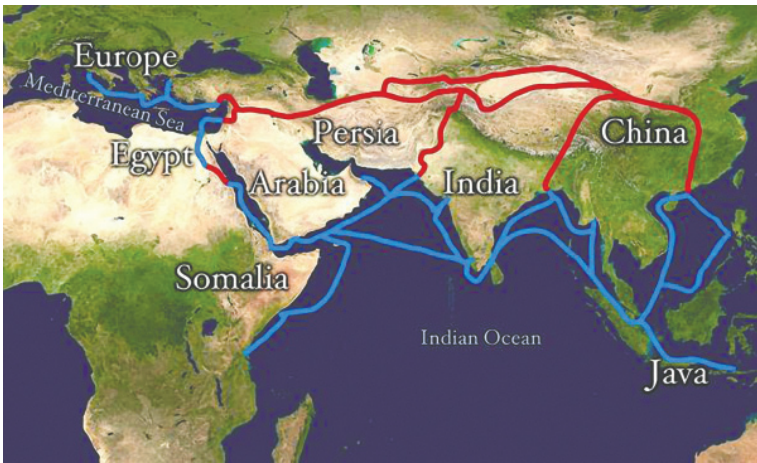 Europe
Mediterranean Sea
Egypt
Persia
China
Arabia
India
Somalia
Indian Ocean
Java